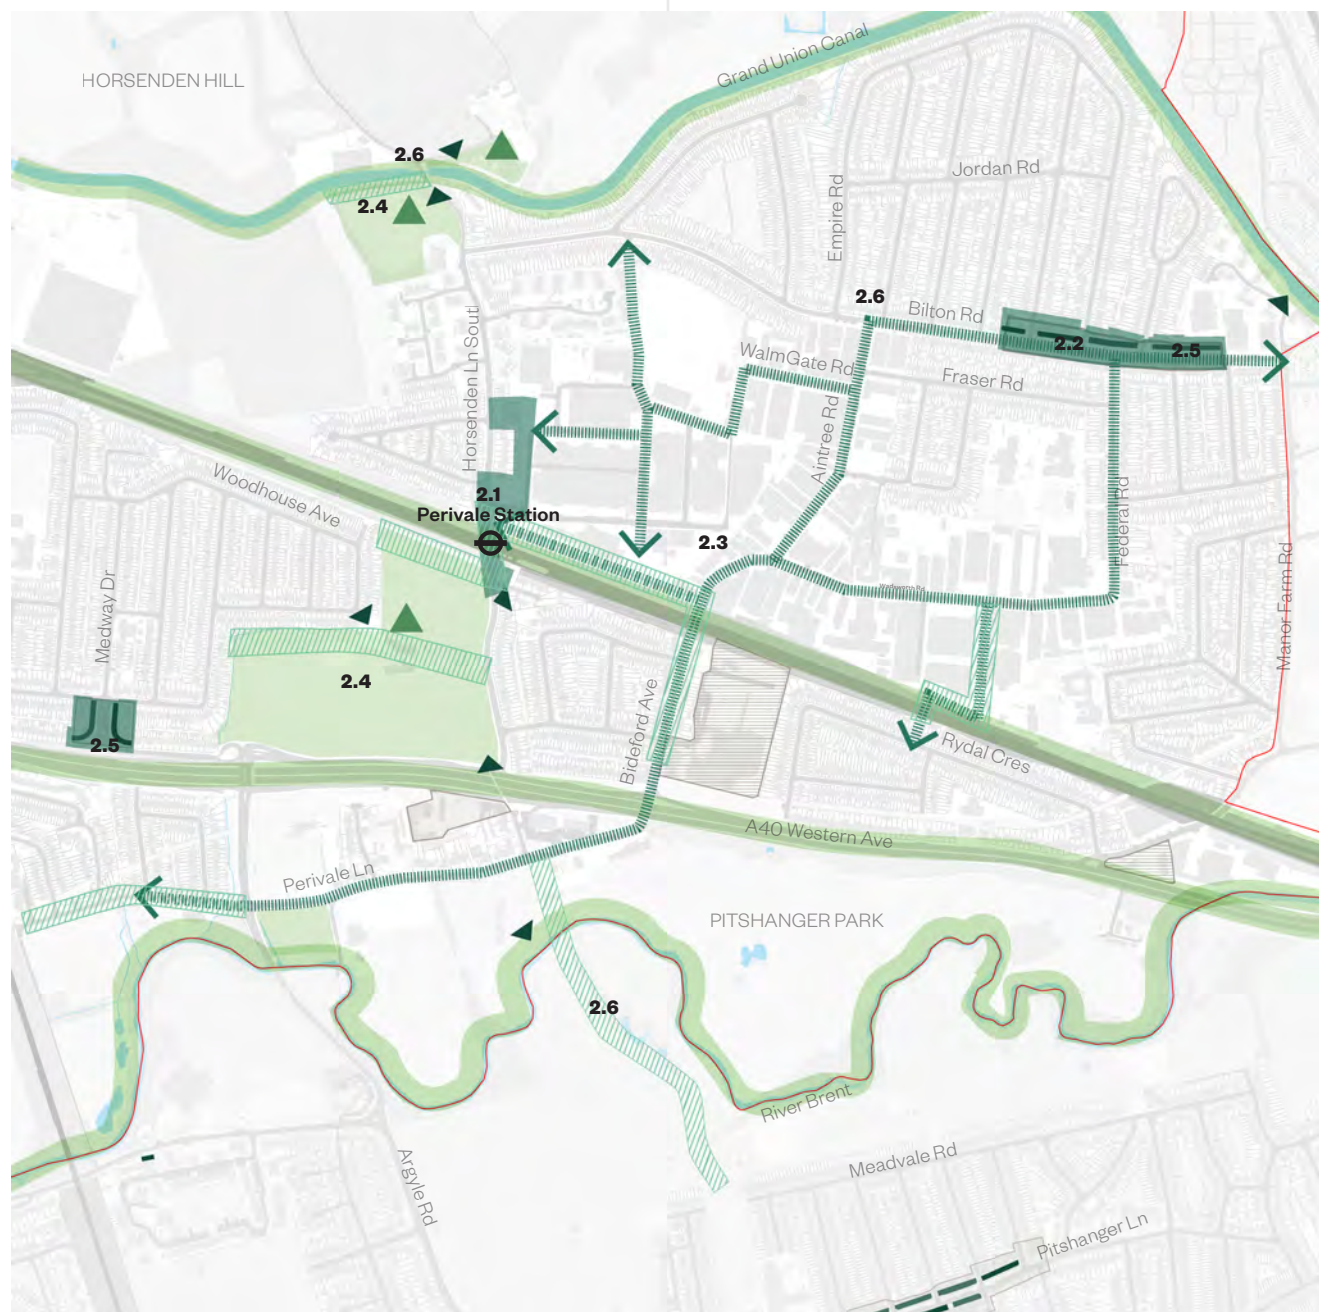 Grand Union Canal
HORSENDEN HILL
2.6
Jordan Rd
2.4
Empire Rd
2.6
Bilton Rd
2.2
2.5
WalmGate Rd
Fraser Rd
Horsenden Ln Sout
Aintree Rd
Woodhouse Ave
2.1
Perivale Station
2.3
Federal Rd
Wadsworth Rd
Manor Farm Rd
Medway Dr
2.4
Bideford Ave
2.5
Rydal Cres
A40 Western Ave
Perivale Ln
PITSHANGER PARK
2.6
River Brent
Meadvale Rd
Argyle Rd
Pitshanger Ln